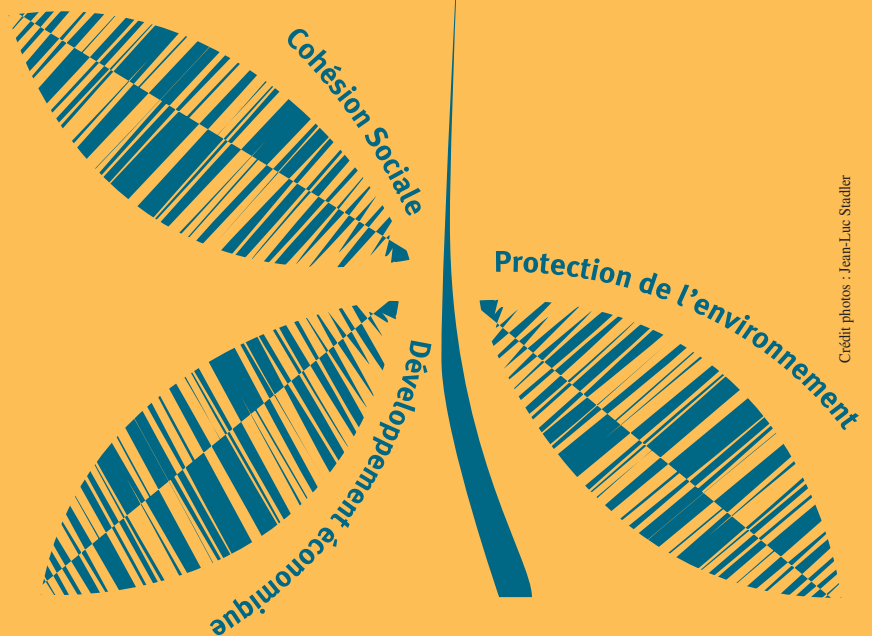 Cohésion Sociale
Protection de l’environnement
Développement économique
Crédit photos : Jean-Luc Stadler